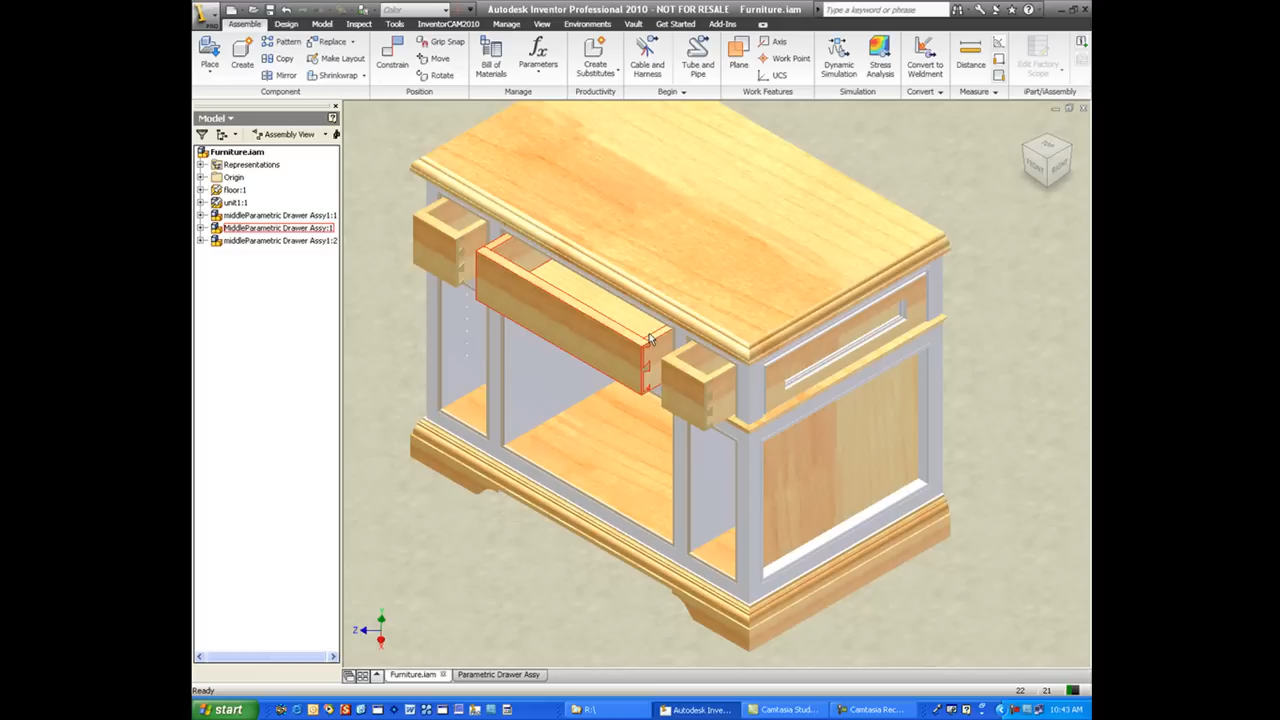 PRO
Color
Autodesk Inventor Professional 2010 - NOT FOR RESALE Furniture.iam
Type a keyword or phrase
Assemble Design Model Inspect Tools InventorCAM2010 Manage View Environments Vault Get Started Add-Ins
Place
Create
Pattern
Copy
Mirror
Replace
Make Layout
Shrinkwrap
Component
Constrain
Grip Snap
Move
Rotate
Position
Bill of Materials
Parameters
Manage
Create Substitutes
Productivity
Cable and Harness
Tube and Pipe
Begin
Plane
Axis
Work Point
UCS
Work Features
Dynamic Simulation
Stress Analysis
Simulation
Convert to Weldment
Convert
Distance
Measure
Edit Factory Scope
iPart/iAssembly
Model
Assembly View
Furniture.iam
Representations
Origin
floor:1
unit1:1
middleParametric Drawer Assy1:1
MiddleParametric Drawer Assy:1
middleParametric Drawer Assy1:2
FRONT
RIGHT
Y
Z
X
Furniture.iam
Parametric Drawer Assy
Ready
22 21
start
R:\
Autodesk Inve...
Camtasia Stud...
Camtasia Rec...
10:43 AM